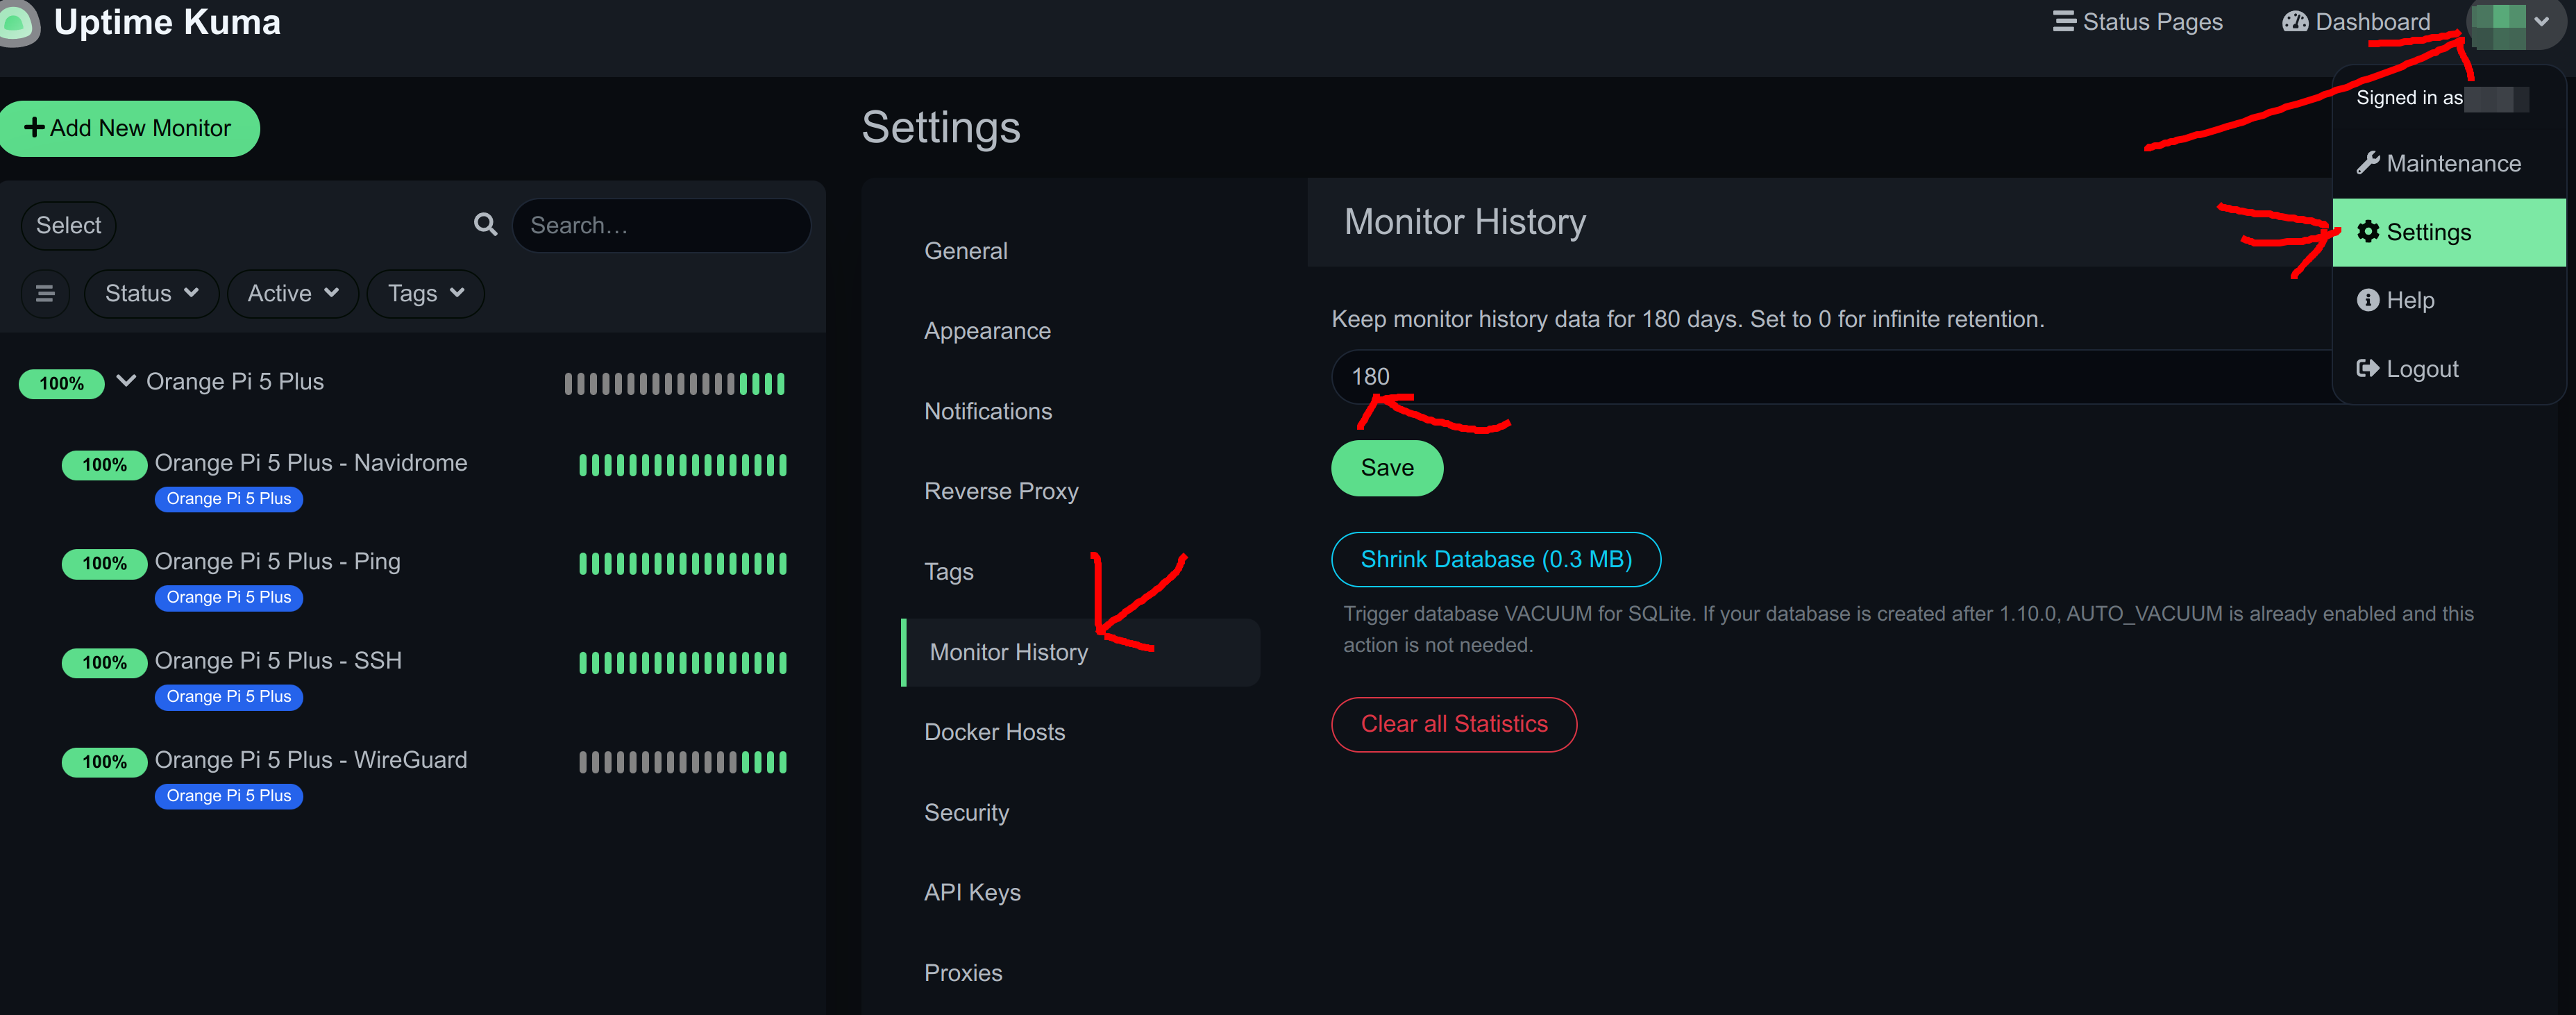 Uptime Kuma
Status Pages
Dashboard
Add New Monitor
Select
Search...
Status
Active
Tags
100%
Orange Pi 5 Plus
100%
Orange Pi 5 Plus - Navidrome
Orange Pi 5 Plus
100%
Orange Pi 5 Plus - Ping
Orange Pi 5 Plus
100%
Orange Pi 5 Plus - SSH
Orange Pi 5 Plus
100%
Orange Pi 5 Plus - WireGuard
Orange Pi 5 Plus
Settings
General
Appearance
Notifications
Reverse Proxy
Tags
Monitor History
Docker Hosts
Security
API Keys
Proxies
Monitor History
Keep monitor history data for 180 days. Set to 0 for infinite retention.
180
Save
Shrink Database (0.3 MB)
Trigger database VACUUM for SQLite. If your database is created after 1.10.0, AUTO_VACUUM is already enabled and this
action is not needed.
Clear all Statistics
Signed in as
Maintenance
Settings
Help
Logout